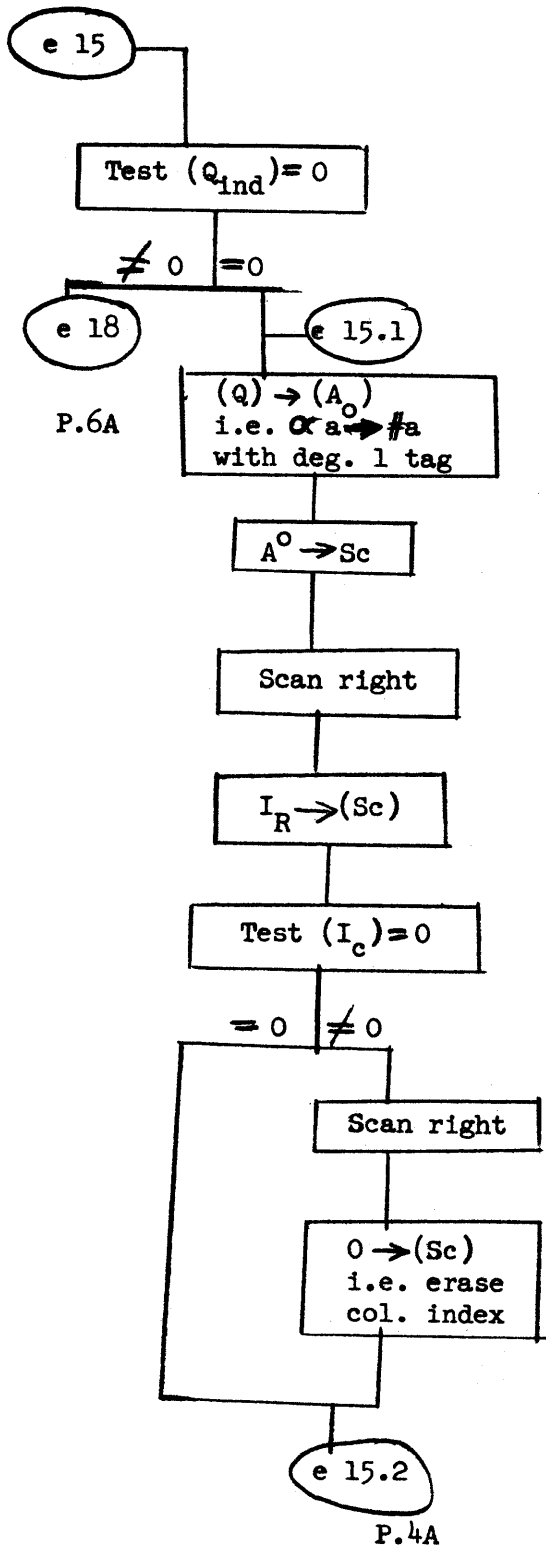 e 15
Test (Q_ind)=0
≠ 0 =0
e 18
e 15.1
P.6A
(Q) → (A_o)
i.e. ∝ a → #a
with deg. 1 tag
A° → Sc
Scan right
I_R → (Sc)
Test (I_c)=0
= 0 ≠ 0
Scan right
0 → (Sc)
i.e. erase
col. index
e 15.2
P.4A